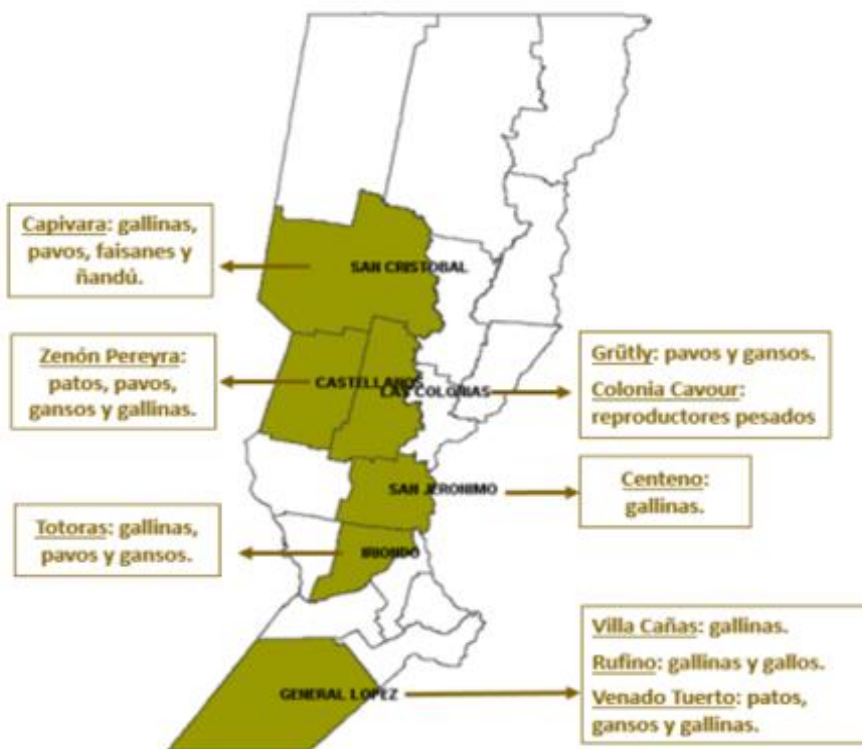 Capivara: gallinas,
pavos, faisanes y
ñandú.
SAN CRISTOBAL
Zenón Pereyra:
patos, pavos,
gansos y gallinas.
CASTELLANOS
LAS COLONIAS
Grütly: pavos y gansos.
Colonia Cavour:
reproductores pesados
SAN JERONIMO
Centeno:
gallinas.
Totoras: gallinas,
pavos y gansos.
IRIONDO
GENERAL LOPEZ
Villa Cañas: gallinas.
Rufino: gallinas y gallos.
Venado Tuerto: patos,
gansos y gallinas.